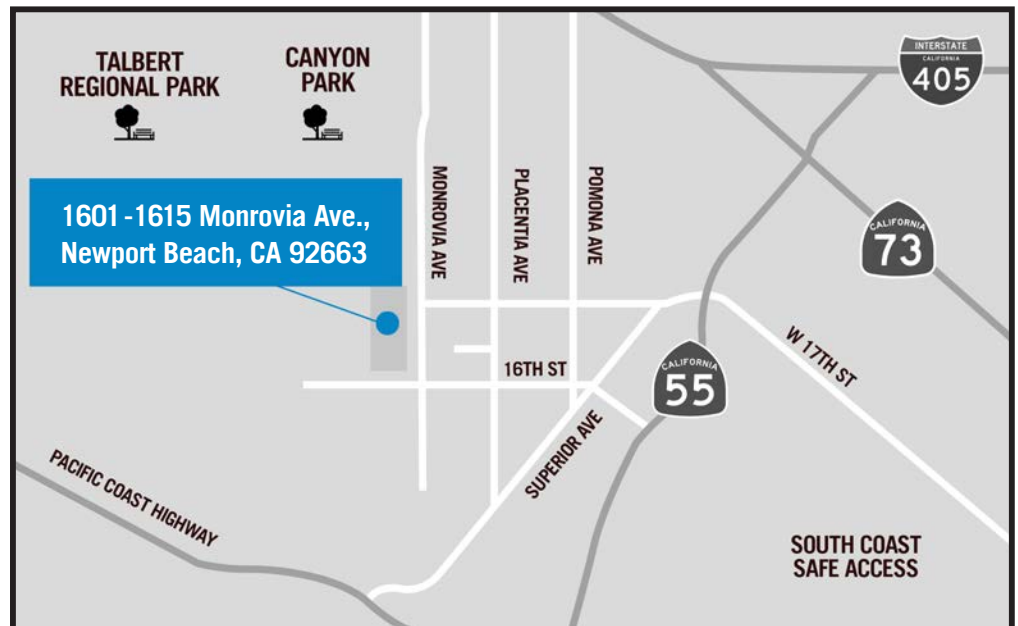 TALBERT
REGIONAL PARK
CANYON
PARK
INTERSTATE
CALIFORNIA
405
MONROVIA AVE
PLACENTIA AVE
POMONA AVE
1601-1615 Monrovia Ave.,
Newport Beach, CA 92663
CALIFORNIA
73
16TH ST
CALIFORNIA
55
W 17TH ST
SUPERIOR AVE
PACIFIC COAST HIGHWAY
SOUTH COAST
SAFE ACCESS